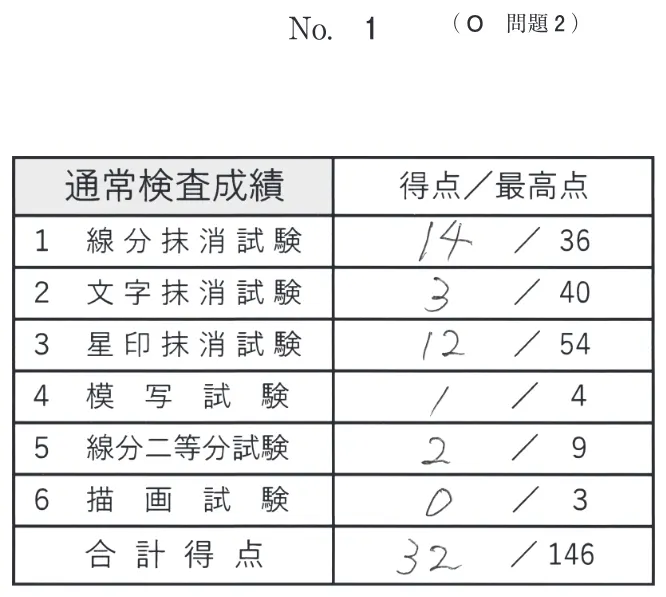 No. 1 （O 問題2）
通常検査成績 得点／最高点
1 線分抹消試験 14 ／ 36
2 文字抹消試験 3 ／ 40
3 星印抹消試験 12 ／ 54
4 模写試験 1 ／ 4
5 線分二等分試験 2 ／ 9
6 描画試験 0 ／ 3
合計得点 32 ／ 146